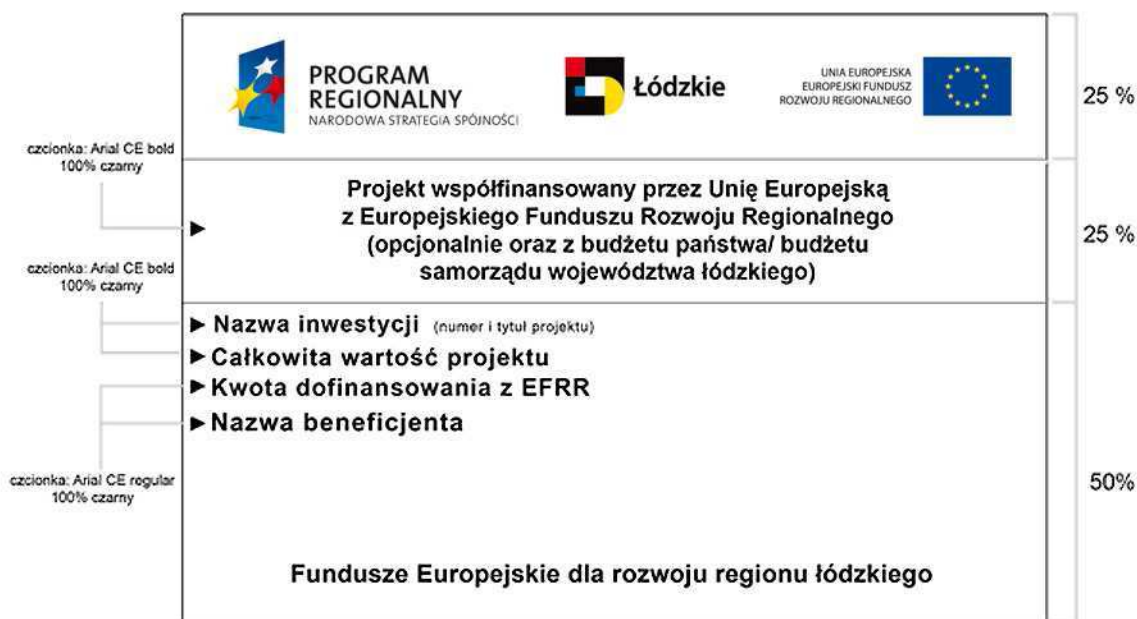 PROGRAM
REGIONALNY
NARODOWA STRATEGIA SPÓJNOŚCI
Łódzkie
UNIA EUROPEJSKA
EUROPEJSKI FUNDUSZ
ROZWOJU REGIONALNEGO
25 %
czcionka: Arial CE bold
100% czarny
Projekt współfinansowany przez Unię Europejską
z Europejskiego Funduszu Rozwoju Regionalnego
(opcjonalnie oraz z budżetu państwa/ budżetu
samorządu województwa łódzkiego)
25 %
czcionka: Arial CE bold
100% czarny
Nazwa inwestycji (numer i tytuł projektu)
Całkowita wartość projektu
Kwota dofinansowania z EFRR
Nazwa beneficjenta
czcionka: Arial CE regular
100% czarny
50%
Fundusze Europejskie dla rozwoju regionu łódzkiego